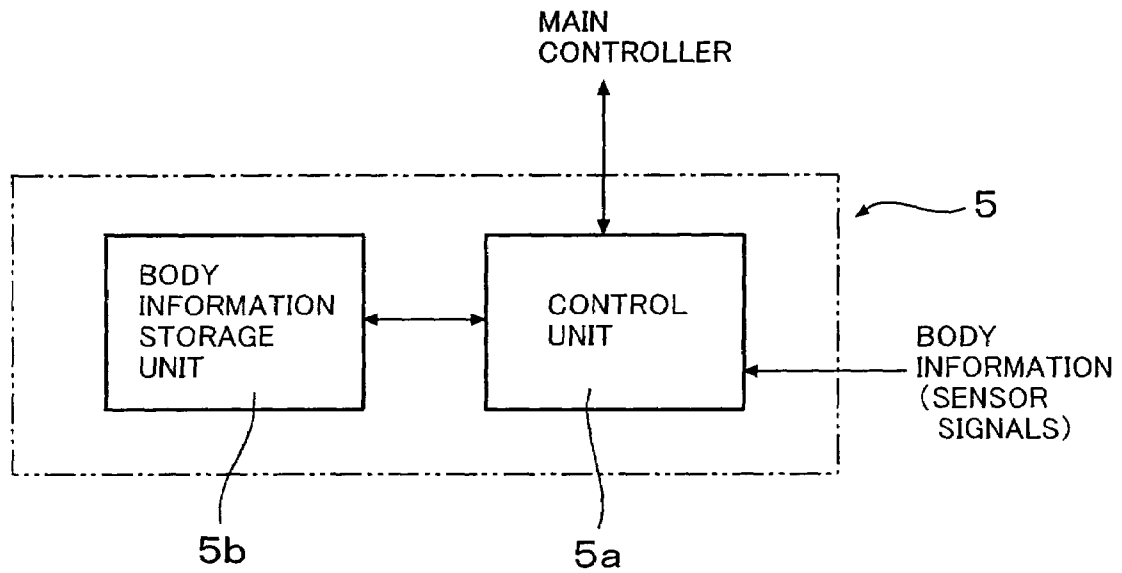 MAIN
CONTROLLER
5
BODY
INFORMATION
STORAGE
UNIT
CONTROL
UNIT
BODY
INFORMATION
(SENSOR
SIGNALS)
5b
5a